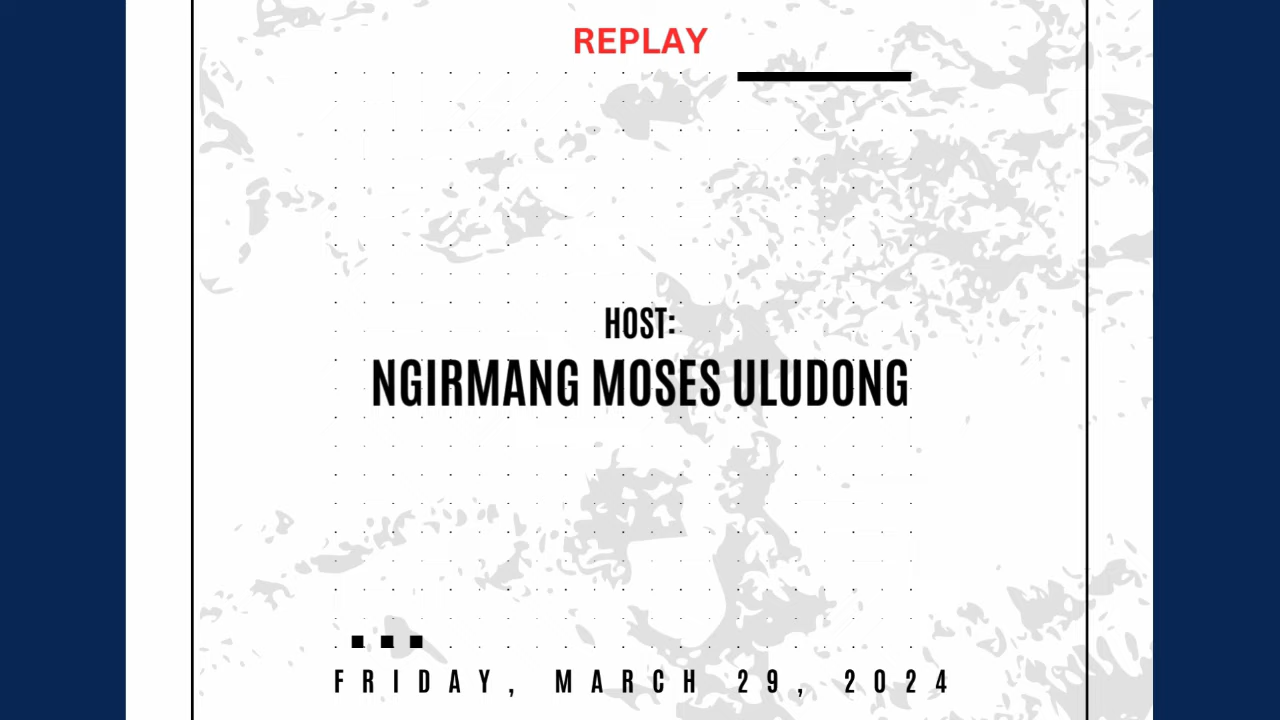 REPLAY
HOST:
NGIRMANG MOSES ULUDONG
FRIDAY, MARCH 29, 2024